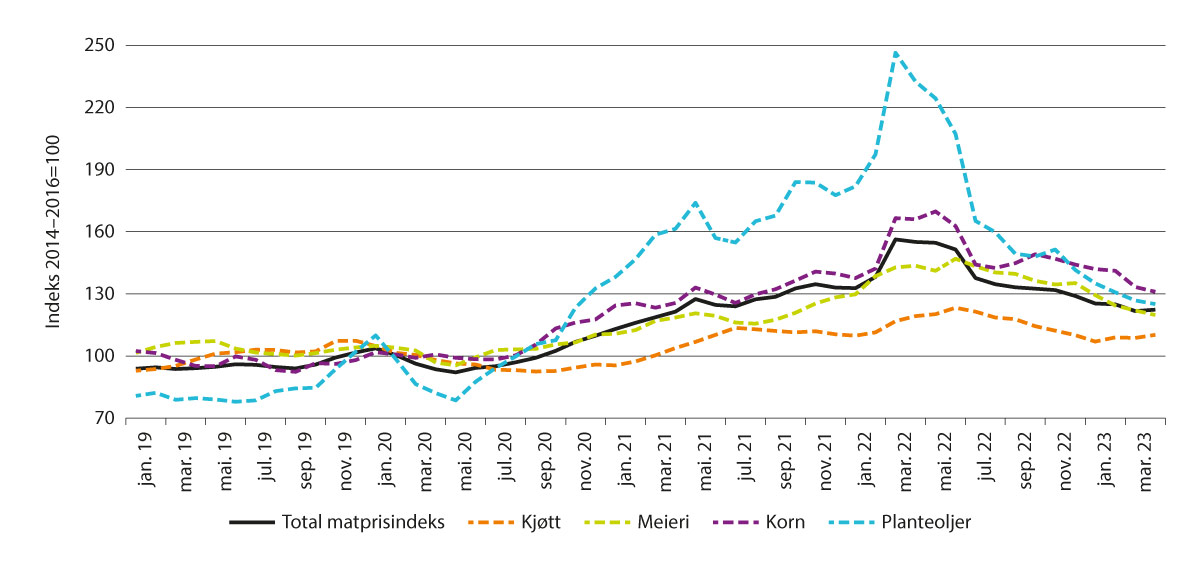 Indeks 2014–2016=100
250
220
190
160
130
100
70
jan. 19
mar. 19
mai. 19
jul. 19
sep. 19
nov. 19
jan. 20
mar. 20
mai. 20
jul. 20
sep. 20
nov. 20
jan. 21
mar. 21
mai. 21
jul. 21
sep. 21
nov. 21
jan. 22
mar. 22
mai. 22
jul. 22
sep. 22
nov. 22
jan. 23
mar. 23
Total matprisindeks Kjøtt Meieri Korn Planteoljer